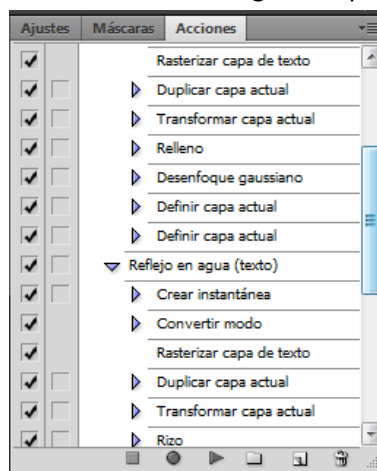 Ajustes Máscaras Acciones
Rasterizar capa de texto
Duplicar capa actual
Transformar capa actual
Relleno
Desenfoque gaussiano
Definir capa actual
Definir capa actual
Reflejo en agua (texto)
Crear instantánea
Convertir modo
Rasterizar capa de texto
Duplicar capa actual
Transformar capa actual
Rizo